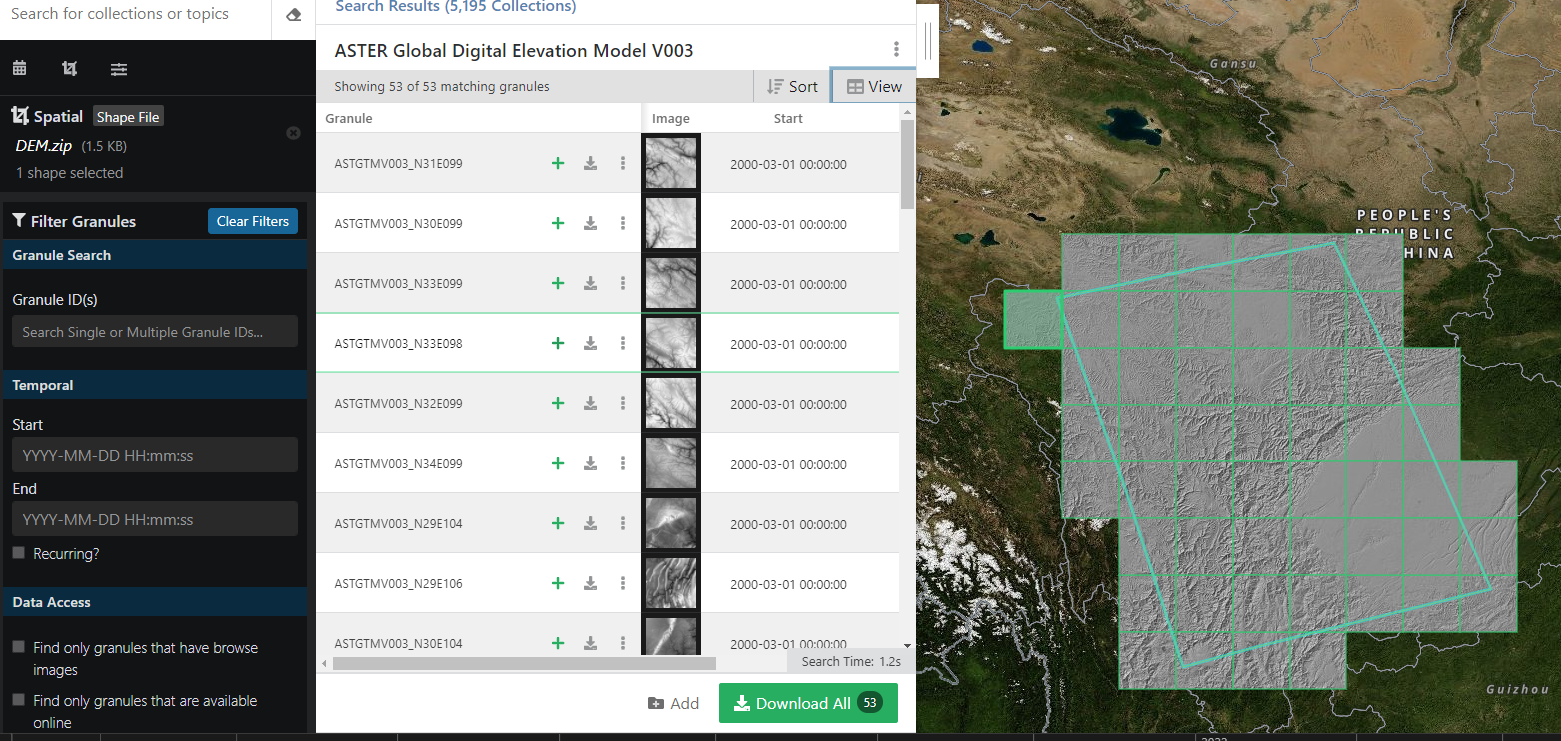 Search for collections or topics
Spatial Shape File
DEM.zip (1.5 KB)
1 shape selected
Filter Granules Clear Filters
Granule Search
Granule ID(s)
Search Single or Multiple Granule IDs...
Temporal
Start
YYYY-MM-DD HH:mm:ss
End
YYYY-MM-DD HH:mm:ss
Recurring?
Data Access
Find only granules that have browse
images
Find only granules that are available
online
Search Results (5,195 Collections)
ASTER Global Digital Elevation Model V003
Showing 53 of 53 matching granules Sort View
Granule Image Start
ASTGTMV003_N31E099 2000-03-01 00:00:00
ASTGTMV003_N30E099 2000-03-01 00:00:00
ASTGTMV003_N33E099 2000-03-01 00:00:00
ASTGTMV003_N33E098 2000-03-01 00:00:00
ASTGTMV003_N32E099 2000-03-01 00:00:00
ASTGTMV003_N34E099 2000-03-01 00:00:00
ASTGTMV003_N29E104 2000-03-01 00:00:00
ASTGTMV003_N29E106 2000-03-01 00:00:00
ASTGTMV003_N30E104 2000-03-01 00:00:00
Search Time: 1.2s
Add Download All 53
Gansu
PEOPLE'S
REPUBLIC
HINA
Guizhou
2023